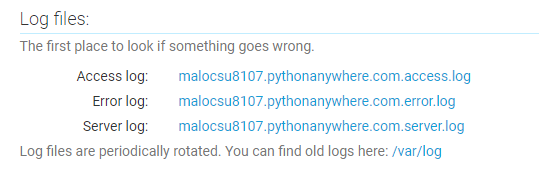 Log files:
The first place to look if something goes wrong.
Access log: malocsu8107.pythonanywhere.com.access.log
Error log: malocsu8107.pythonanywhere.com.error.log
Server log: malocsu8107.pythonanywhere.com.server.log
Log files are periodically rotated. You can find old logs here: /var/log